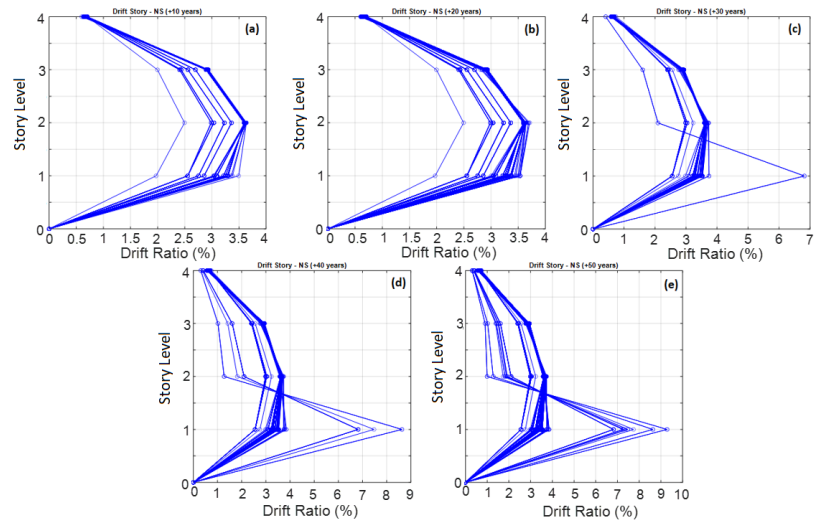 Drift Story - NS (+10 years)
(a)
4
3
2
1
0
Story Level
0 0.5 1 1.5 2 2.5 3 3.5 4
Drift Ratio (%)
Drift Story - NS (+20 years)
(b)
4
3
2
1
0
Story Level
0 0.5 1 1.5 2 2.5 3 3.5 4
Drift Ratio (%)
Drift Story - NS (+30 years)
(c)
4
3
2
1
0
Story Level
0 1 2 3 4 5 6 7
Drift Ratio (%)
Drift Story - NS (+40 years)
(d)
4
3
2
1
0
Story Level
0 1 2 3 4 5 6 7 8 9
Drift Ratio (%)
Drift Story - NS (+50 years)
(e)
4
3
2
1
0
Story Level
0 1 2 3 4 5 6 7 8 9 10
Drift Ratio (%)